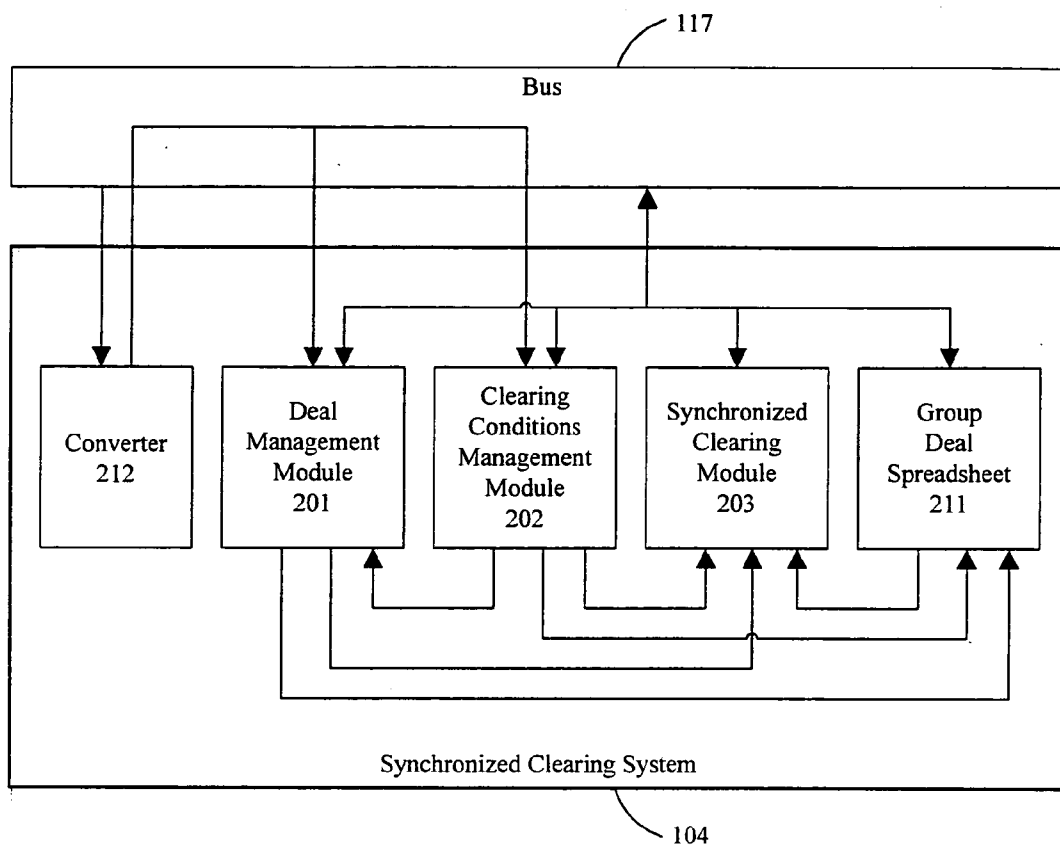 117
Bus
Converter
212
Deal
Management
Module
201
Clearing
Conditions
Management
Module
202
Synchronized
Clearing
Module
203
Group
Deal
Spreadsheet
211
Synchronized Clearing System
104